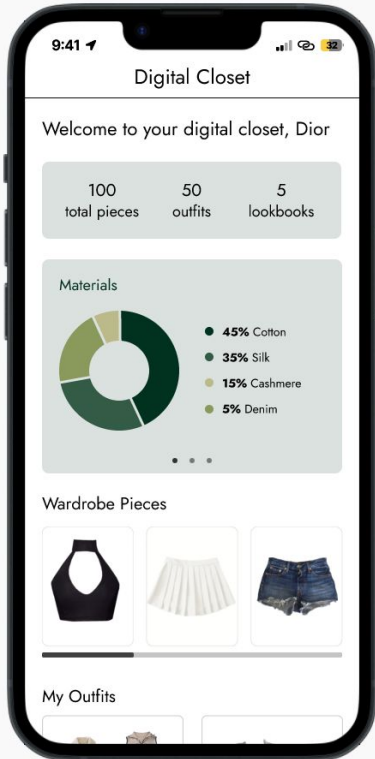 9:41
32
Digital Closet
Welcome to your digital closet, Dior
100 50 5
total pieces outfits lookbooks
Materials
45% Cotton
35% Silk
15% Cashmere
5% Denim
Wardrobe Pieces
My Outfits